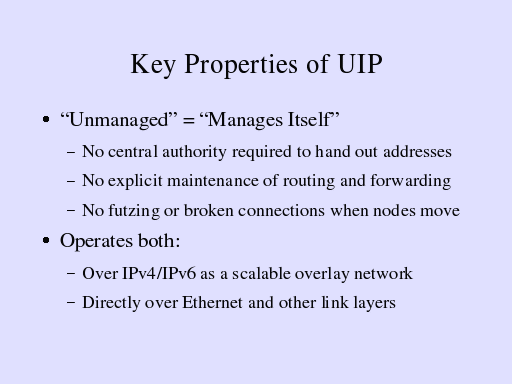 Key Properties of UIP
• “Unmanaged” = “Manages Itself”
– No central authority required to hand out addresses
– No explicit maintenance of routing and forwarding
– No futzing or broken connections when nodes move
• Operates both:
– Over IPv4/IPv6 as a scalable overlay network
– Directly over Ethernet and other link layers